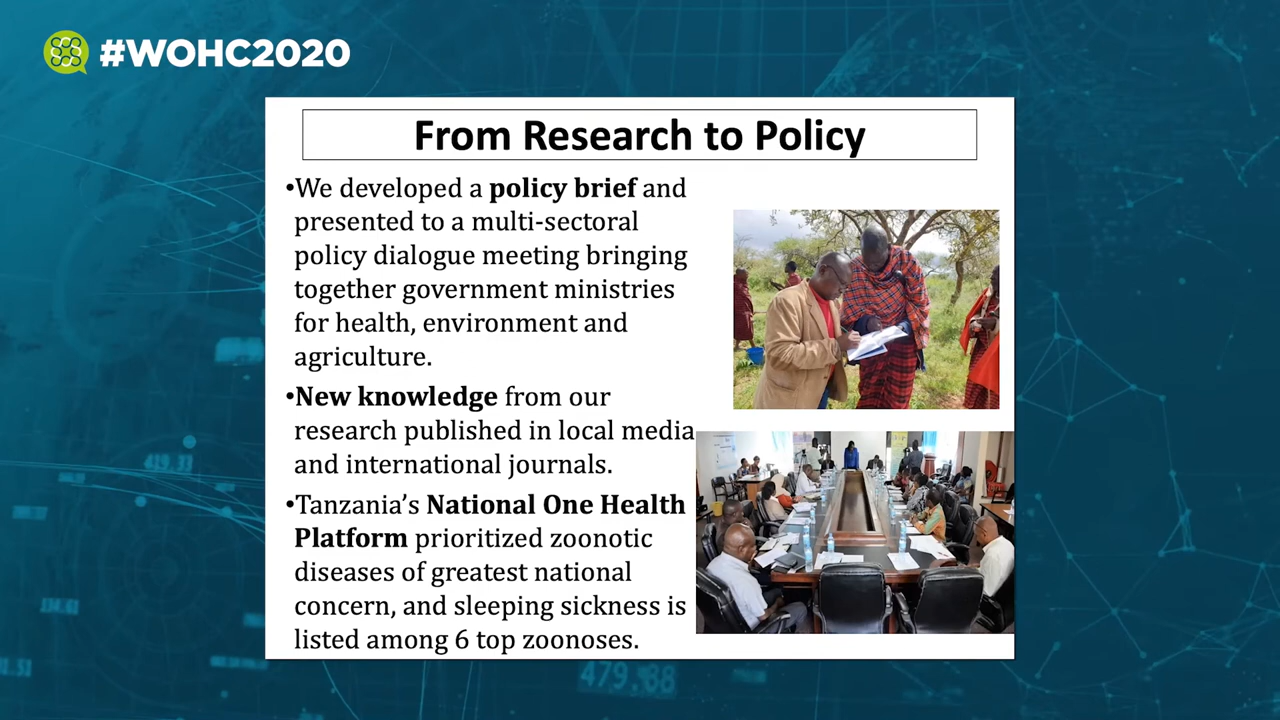 #WOHC2020
From Research to Policy
•We developed a policy brief and
presented to a multi-sectoral
policy dialogue meeting bringing
together government ministries
for health, environment and
agriculture.
•New knowledge from our
research published in local media
and international journals.
•Tanzania’s National One Health
Platform prioritized zoonotic
diseases of greatest national
concern, and sleeping sickness is
listed among 6 top zoonoses.